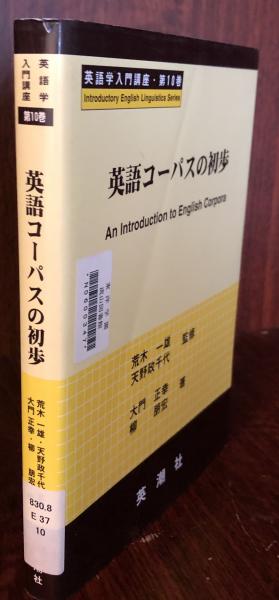 英語学入門講座・第10巻
Introductory English Linguistics Series
英語コーパスの初歩
An Introduction to English Corpora
荒木 一雄 監修
天野政千代
大門 正幸 著
柳 朋宏
英潮社
英語学
入門講座
第10巻
英語コーパスの初歩
荒木 一雄・天野政千代
大門 正幸・柳 朋宏
830.8
E 37
10
潮社